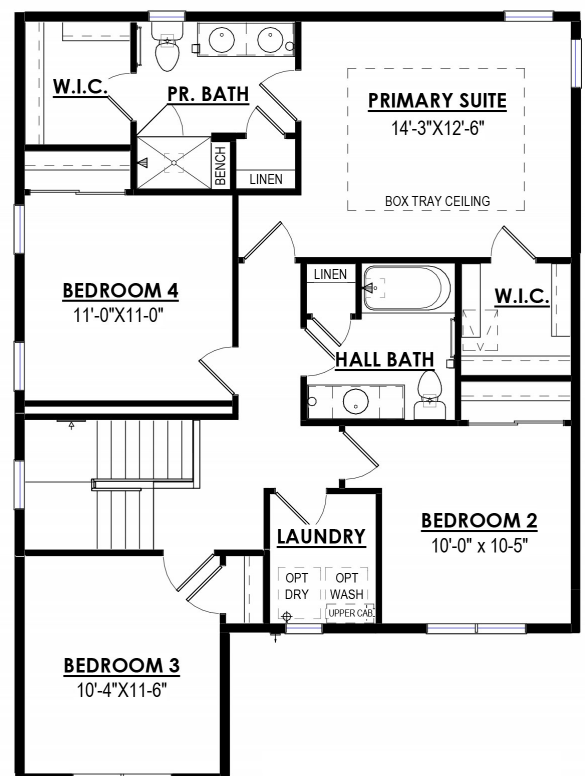 W.I.C.
PR. BATH
PRIMARY SUITE
14'-3"X12'-6"
BENCH
LINEN
BOX TRAY CEILING
BEDROOM 4
11'-0"X11-0"
LINEN
W.I.C.
HALL BATH
BEDROOM 2
10'-0" x 10-5"
LAUNDRY
OPT
DRY
OPT
WASH
UPPER CAB.
BEDROOM 3
10'-4"X11-6"